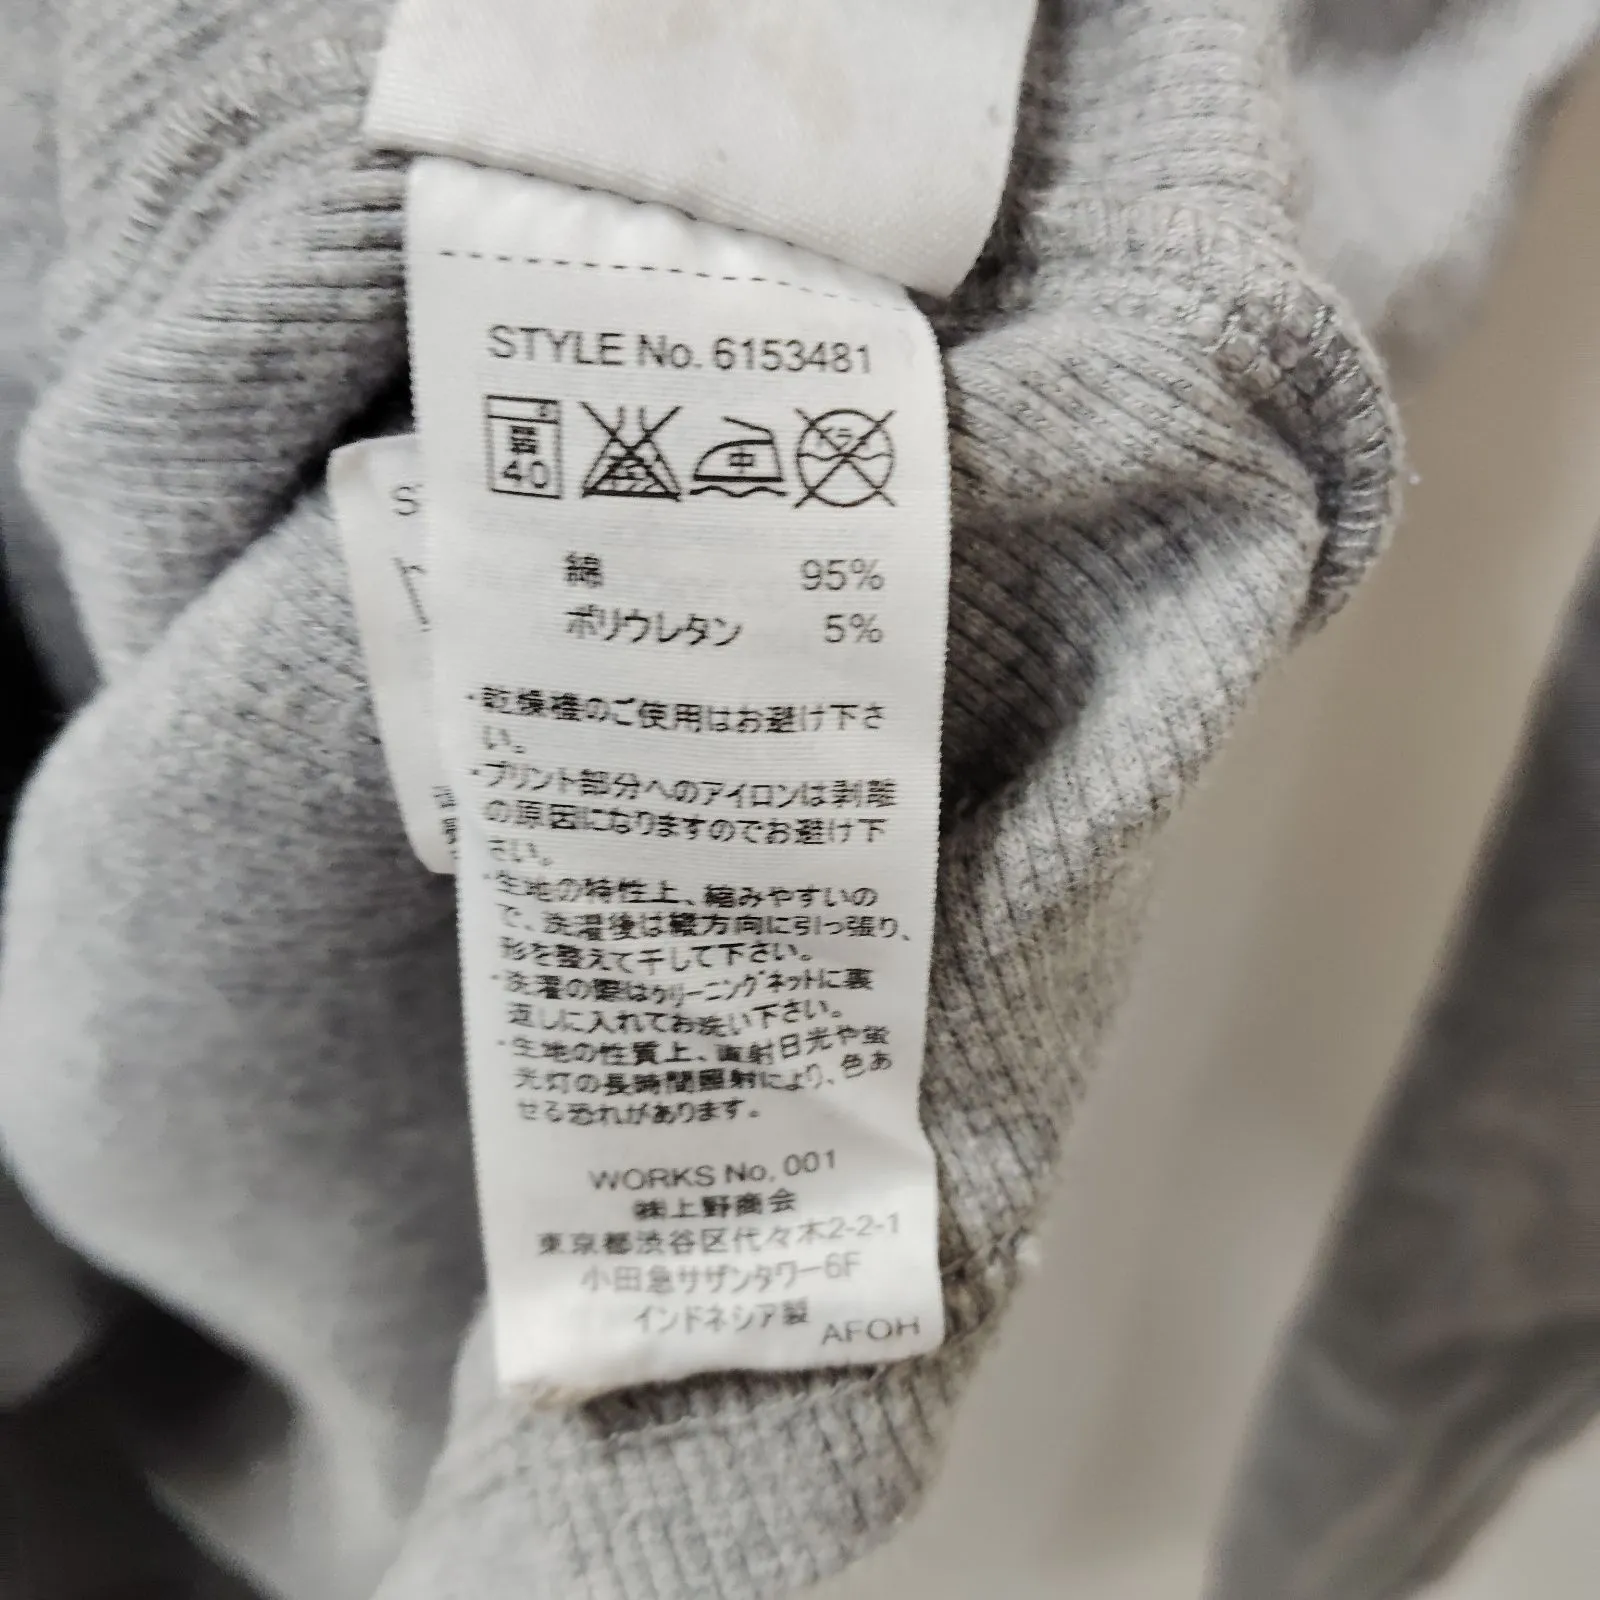 STYLE No. 6153481
40
中
綿 95%
ポリウレタン 5%
・乾燥機のご使用はお避け下さ
い。
・プリント部分へのアイロンは剥離
の原因になりますのでお避け下
さい。
・生地の特性上、縮みやすいの
で、洗濯後は縦方向に引っ張り、
形を整えて干して下さい。
・洗濯の際はクリーニングネットに裏
返しに入れてお洗い下さい。
・生地の性質上、直射日光や蛍
光灯の長時間照射により、色あ
せる恐れがあります。
WORKS No. 001
㈱上野商会
東京都渋谷区代々木2-2-1
小田急サザンタワー6F
インドネシア製
AFOH